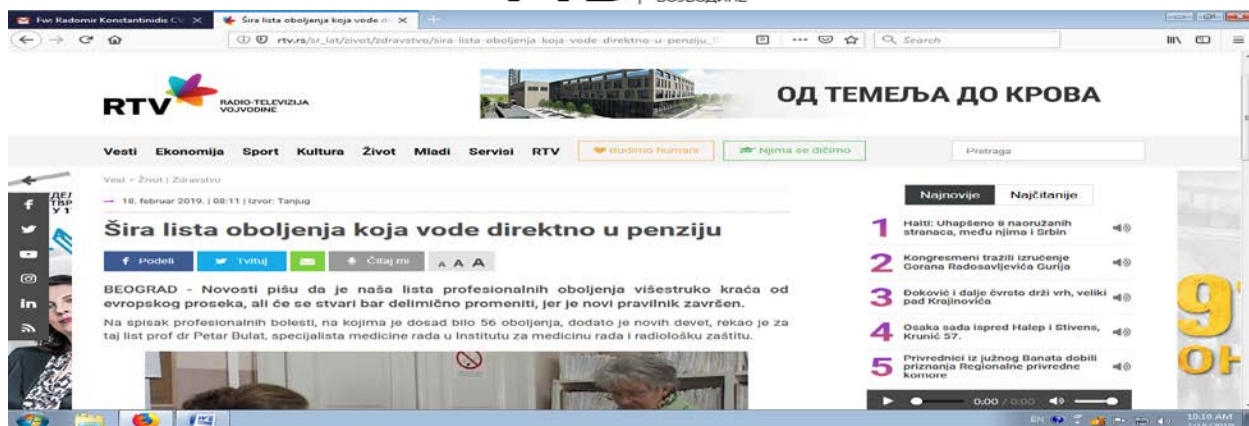 ВОЈВОДИНЕ
Fw: Radomir Konstantinidis CV
Šira lista oboljenja koja vode di
rtv.rs/sr_lat/zivot/zdravstvo/sira-lista-oboljenja-koja-vode-direktno-u-penziju_
Search
RTV RADIO-TELEVIZIJA
VOJVODINE
ОД ТЕМЕЉА ДО КРОВА
Vesti Ekonomija Sport Kultura Život Mladi Servisi RTV Budimo humani Njima se dičimo Pretraga
Vesti > Život | Zdravstvo
18. februar 2019. | 08:11 | Izvor: Tanjug
Šira lista oboljenja koja vode direktno u penziju
Podeli Tvituj Čitaj mi A A A
BEOGRAD - Novosti pišu da je naša lista profesionalnih oboljenja višestruko kraća od
evropskog proseka, ali će se stvari bar delimično promeniti, jer je novi pravilnik završen.
Na spisak profesionalnih bolesti, na kojima je dosad bilo 56 oboljenja, dodato je novih devet, rekao je za
taj list prof dr Petar Bulat, specijalista medicine rada u Institutu za medicinu rada i radiološku zaštitu.
Najnovije Najčitanije
1 Haiti: Uhapšeno 8 naoružanih
stranaca, među njima i Srbin
2 Kongresmeni tražili izručenje
Gorana Radosavljevića Gurija
3 Đoković i dalje čvrsto drži vrh, veliki
pad Krajinovića
4 Osaka sada ispred Halep i Stivens,
Krunić 57.
5 Privrednici iz južnog Banata dobili
priznanja Regionalne privredne
komore
0:00 / 0:00
EN
10:10 AM